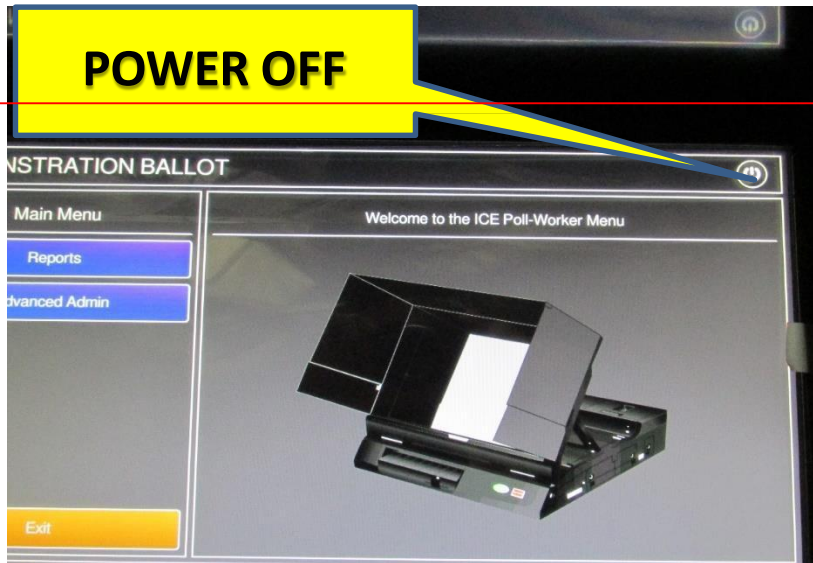 POWER OFF
NSTRATION BALLOT
Main Menu
Welcome to the ICE Poll-Worker Menu
Reports
dvanced Admin
Exit